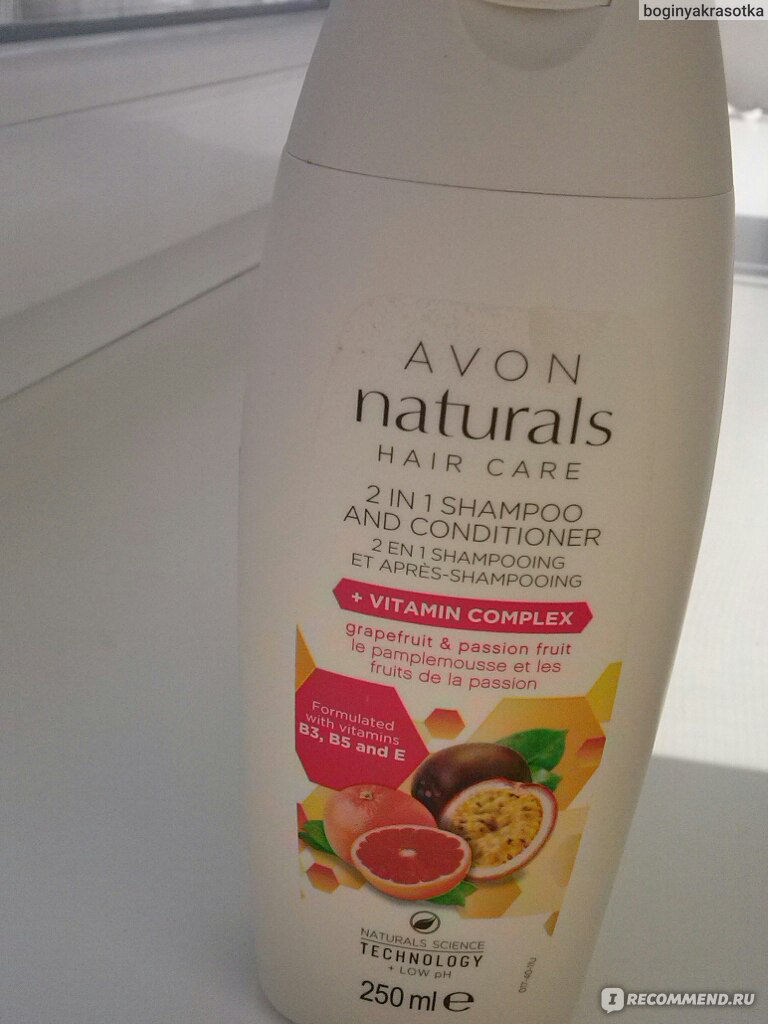 boginyakrasotka
AVON
naturals
HAIR CARE
2 IN 1 SHAMPOO
AND CONDITIONER
2 EN 1 SHAMPOOING
ET APRÈS-SHAMPOOING
+ VITAMIN COMPLEX
grapefruit & passion fruit
le pamplemousse et les
fruits de la passion
Formulated
with vitamins
B3, B5 and E
NATURALS SCIENCE
TECHNOLOGY
+ LOW pH
250 ml e
I RECOMMEND.RU